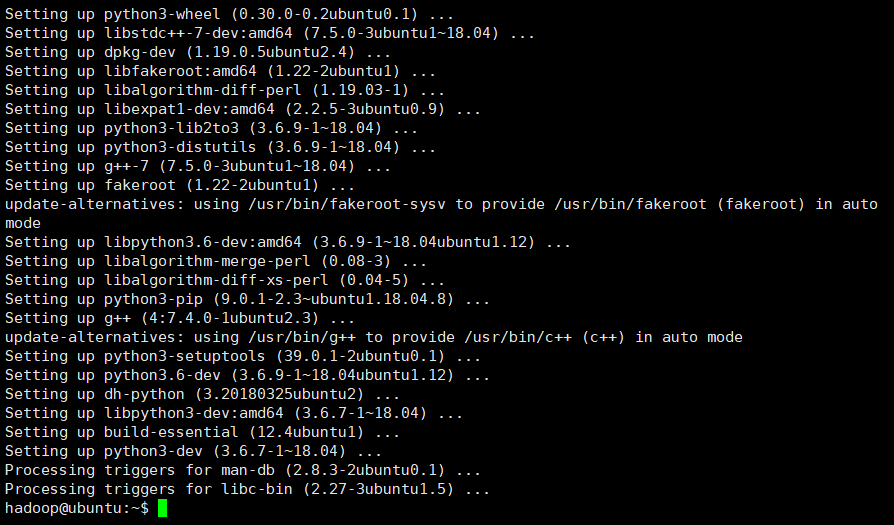 Setting up python3-wheel (0.30.0-0.2ubuntu0.1) ...
Setting up libstdc++-7-dev:amd64 (7.5.0-3ubuntu1~18.04) ...
Setting up dpkg-dev (1.19.0.5ubuntu2.4) ...
Setting up libfakeroot:amd64 (1.22-2ubuntu1) ...
Setting up libalgorithm-diff-perl (1.19.03-1) ...
Setting up libexpat1-dev:amd64 (2.2.5-3ubuntu0.9) ...
Setting up python3-lib2to3 (3.6.9-1~18.04) ...
Setting up python3-distutils (3.6.9-1~18.04) ...
Setting up g++-7 (7.5.0-3ubuntu1~18.04) ...
Setting up fakeroot (1.22-2ubuntu1) ...
update-alternatives: using /usr/bin/fakeroot-sysv to provide /usr/bin/fakeroot (fakeroot) in auto
mode
Setting up libpython3.6-dev:amd64 (3.6.9-1~18.04ubuntu1.12) ...
Setting up libalgorithm-merge-perl (0.08-3) ...
Setting up libalgorithm-diff-xs-perl (0.04-5) ...
Setting up python3-pip (9.0.1-2.3~ubuntu1.18.04.8) ...
Setting up g++ (4:7.4.0-1ubuntu2.3) ...
update-alternatives: using /usr/bin/g++ to provide /usr/bin/c++ (c++) in auto mode
Setting up python3-setuptools (39.0.1-2ubuntu0.1) ...
Setting up python3.6-dev (3.6.9-1~18.04ubuntu1.12) ...
Setting up dh-python (3.20180325ubuntu2) ...
Setting up libpython3-dev:amd64 (3.6.7-1~18.04) ...
Setting up build-essential (12.4ubuntu1) ...
Setting up python3-dev (3.6.7-1~18.04) ...
Processing triggers for man-db (2.8.3-2ubuntu0.1) ...
Processing triggers for libc-bin (2.27-3ubuntu1.5) ...
hadoop@ubuntu:~$